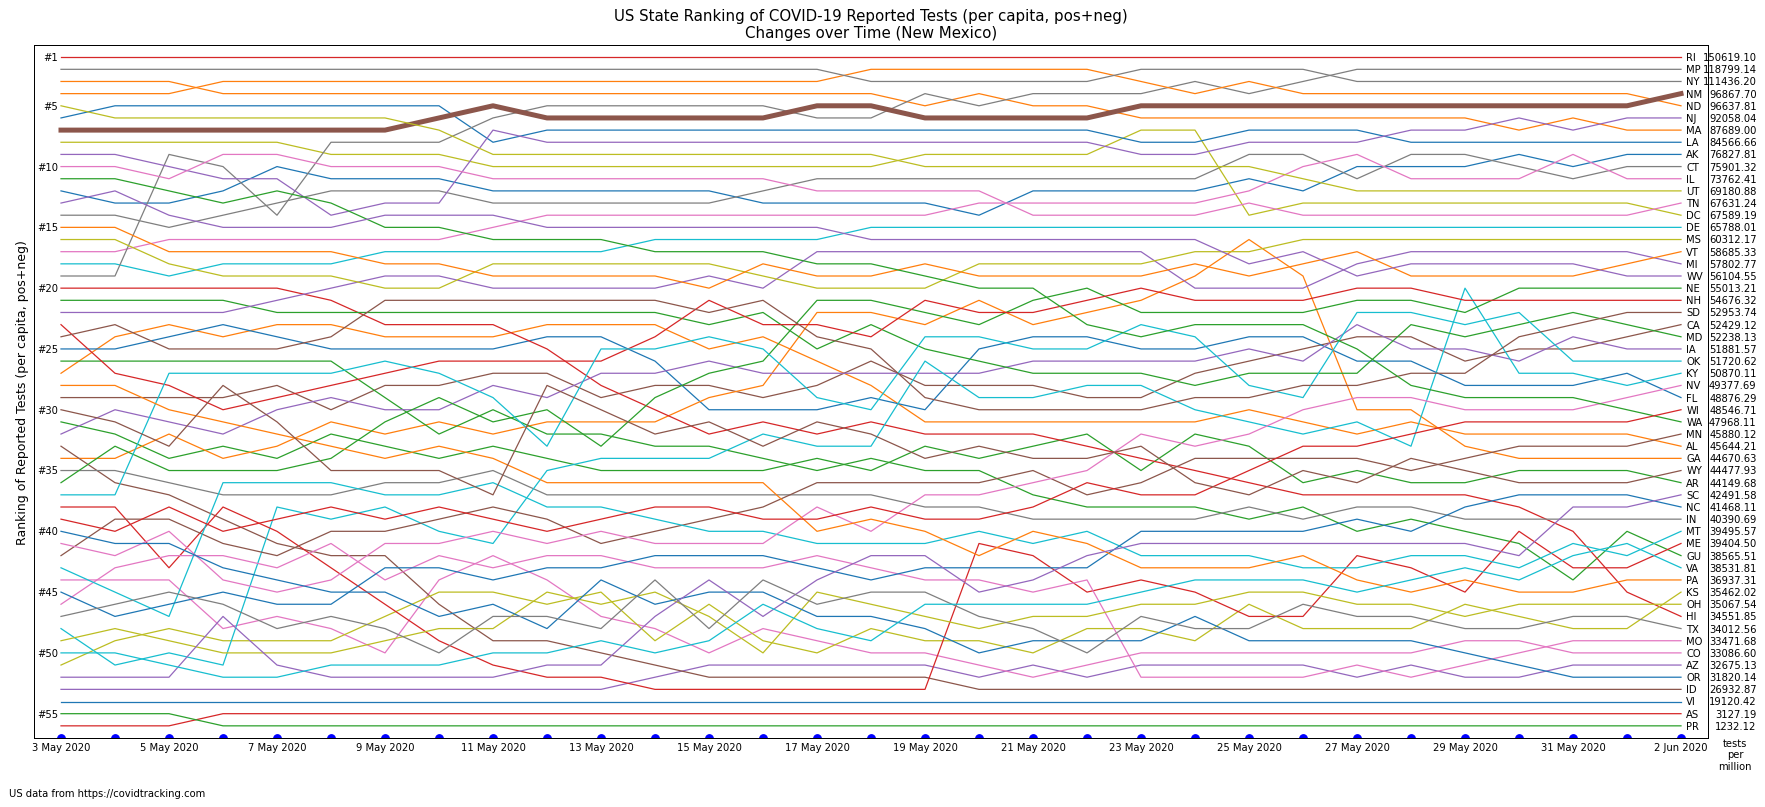 US State Ranking of COVID-19 Reported Tests (per capita, pos+neg)
Changes over Time (New Mexico)
Ranking of Reported Tests (per capita, pos+neg)
#1
#5
#10
#15
#20
#25
#30
#35
#40
#45
#50
#55
RI 150619.10
MP 118799.14
NY 111436.20
NM 96867.70
ND 96637.81
NJ 92058.04
MA 87689.00
LA 84566.66
AK 76827.81
CT 75901.32
IL 73762.41
UT 69180.88
TN 67631.24
DC 67589.19
DE 65788.01
MS 60312.17
VT 58685.33
MI 57802.77
WV 56104.55
NE 55013.21
NH 54676.32
SD 52953.74
CA 52429.12
MD 52238.13
IA 51881.57
OK 51720.62
KY 50870.11
NV 49377.69
FL 48876.29
WI 48546.71
WA 47968.11
MN 45880.12
AL 45644.21
GA 44670.63
WY 44477.93
AR 44149.68
SC 42491.58
NC 41468.11
IN 40390.69
MT 39495.57
ME 39404.50
GU 38565.51
VA 38531.81
PA 36937.31
KS 35462.02
OH 35067.54
HI 34551.85
TX 34012.56
MO 33471.68
CO 33086.60
AZ 32675.13
OR 31820.14
ID 26932.87
VI 19120.42
AS 3127.19
PR 1232.12
3 May 2020
5 May 2020
7 May 2020
9 May 2020
11 May 2020
13 May 2020
15 May 2020
17 May 2020
19 May 2020
21 May 2020
23 May 2020
25 May 2020
27 May 2020
29 May 2020
31 May 2020
2 Jun 2020
tests
per
million
US data from https://covidtracking.com